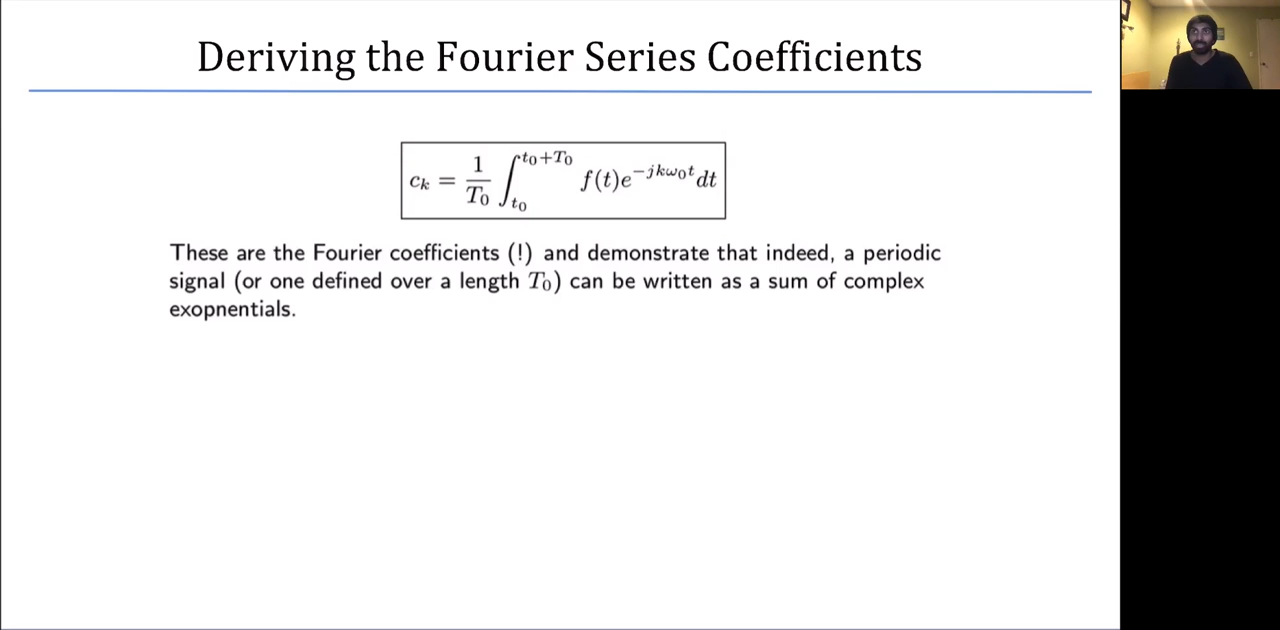 Deriving the Fourier Series Coefficients
c_k = \frac{1}{T_0} \int_{t_0}^{t_0+T_0} f(t)e^{-jk\omega_0 t}dt
These are the Fourier coefficients (!) and demonstrate that indeed, a periodic
signal (or one defined over a length T_0) can be written as a sum of complex
exopnentials.